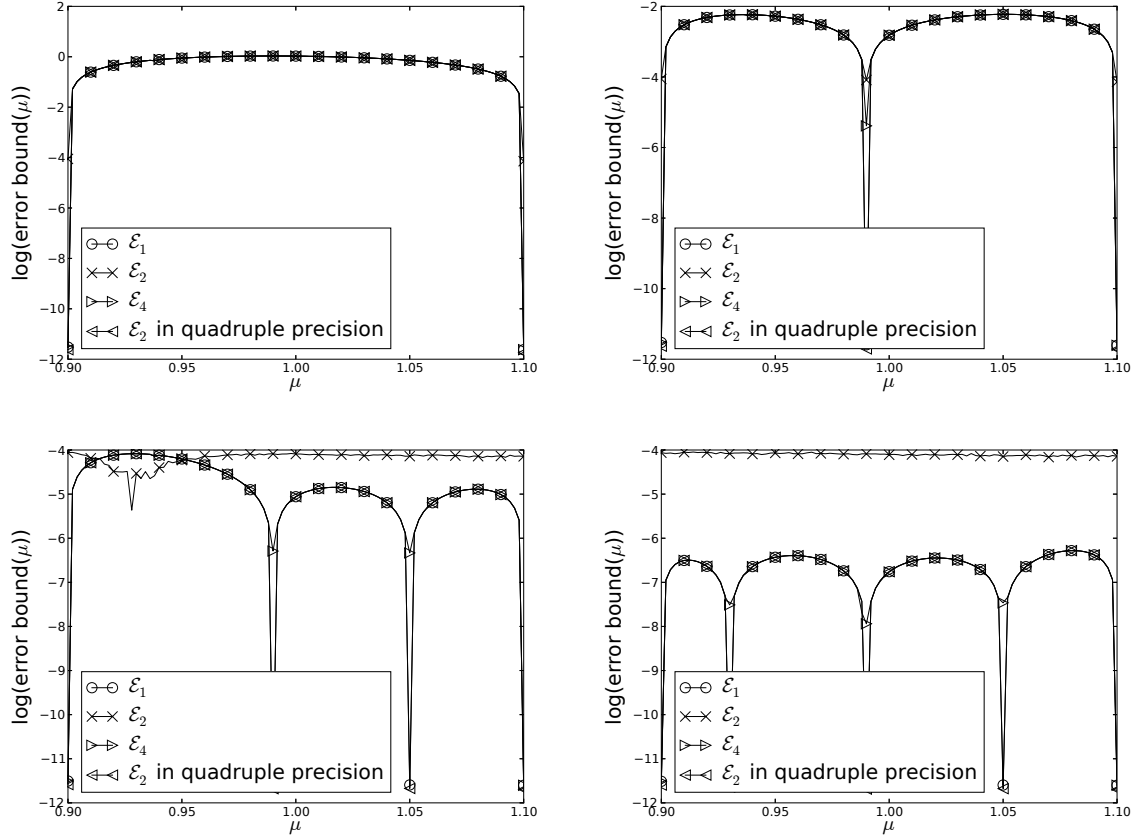 2
0
−2
−4
−6
−8
−10
−12
log(error bound(μ))
0.90
0.95
1.00
1.05
1.10
μ
ℰ1
ℰ2
ℰ4
ℰ2 in quadruple precision
−2
−4
−6
−8
−10
−12
log(error bound(μ))
0.90
0.95
1.00
1.05
1.10
μ
ℰ1
ℰ2
ℰ4
ℰ2 in quadruple precision
−4
−5
−6
−7
−8
−9
−10
−11
−12
log(error bound(μ))
0.90
0.95
1.00
1.05
1.10
μ
ℰ1
ℰ2
ℰ4
ℰ2 in quadruple precision
−4
−5
−6
−7
−8
−9
−10
−11
−12
log(error bound(μ))
0.90
0.95
1.00
1.05
1.10
μ
ℰ1
ℰ2
ℰ4
ℰ2 in quadruple precision